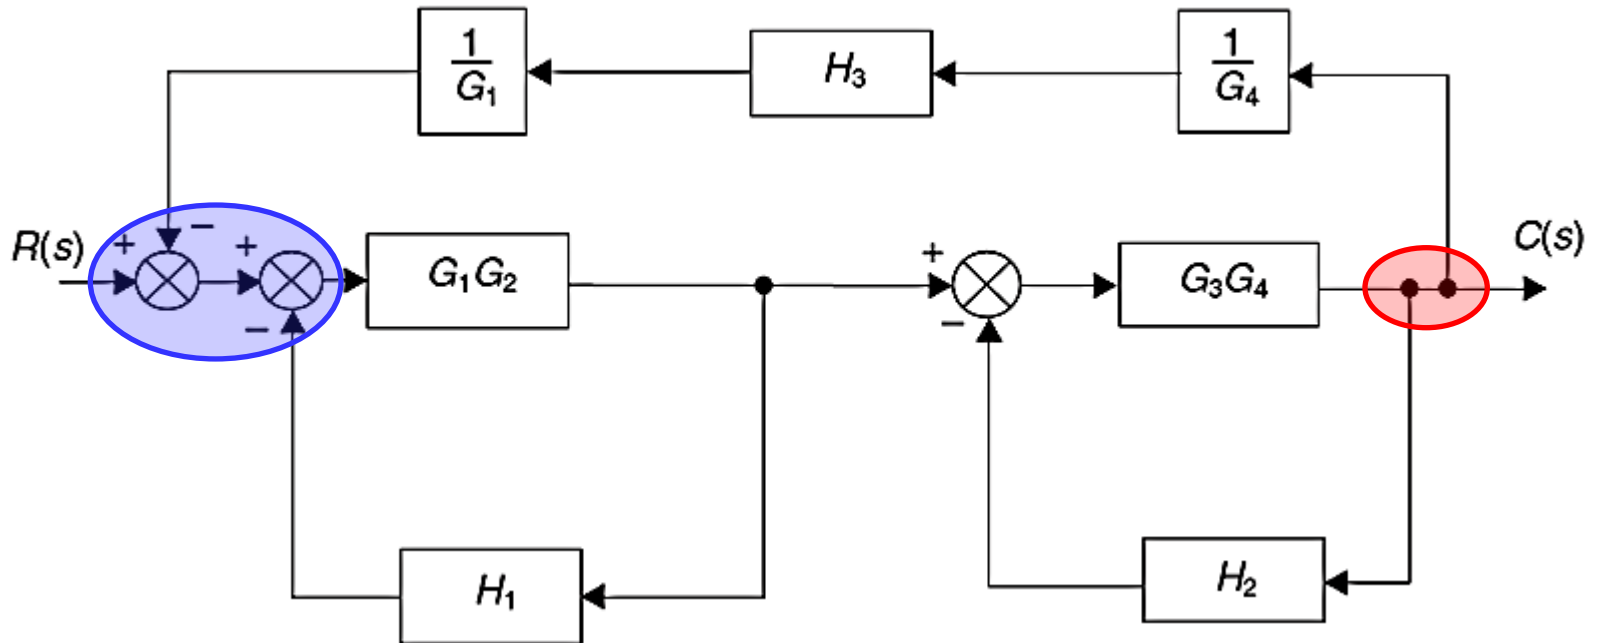 1
G₁
H₃
1
G₄
R(s)
+
−
+
−
G₁G₂
+
−
G₃G₄
C(s)
H₁
H₂